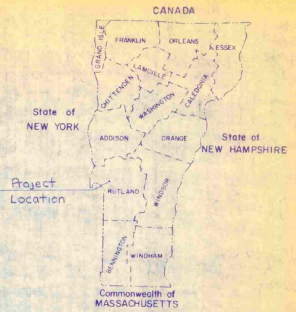 CANADA
GRAND ISLE
FRANKLIN
ORLEANS
ESSEX
LAMOILLE
CHITTENDEN
WASHINGTON
CALEDONIA
State of
NEW YORK
ADDISON
ORANGE
State of
NEW HAMPSHIRE
Project
Location
RUTLAND
WINDSOR
BENNINGTON
WINDHAM
Commonwealth of
MASSACHUSETTS